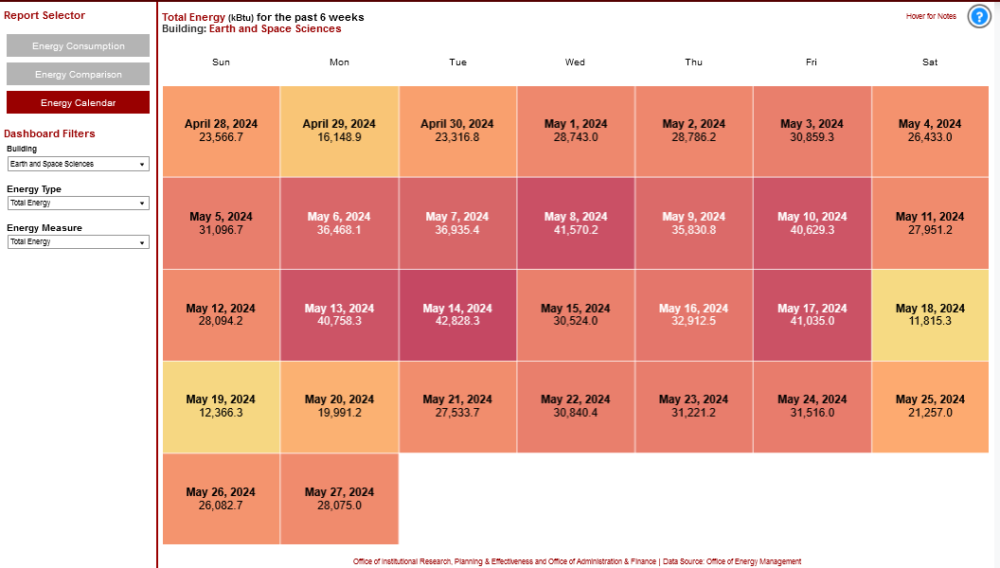 Report Selector
Energy Consumption
Energy Comparison
Energy Calendar
Dashboard Filters
Building
Earth and Space Sciences
Energy Type
Total Energy
Energy Measure
Total Energy
Total Energy (kBtu) for the past 6 weeks
Building: Earth and Space Sciences
Hover for Notes
?
Sun Mon Tue Wed Thu Fri Sat
April 28, 2024 April 29, 2024 April 30, 2024 May 1, 2024 May 2, 2024 May 3, 2024 May 4, 2024
23,566.7 16,148.9 23,316.8 28,743.0 28,786.2 30,859.3 26,433.0
May 5, 2024 May 6, 2024 May 7, 2024 May 8, 2024 May 9, 2024 May 10, 2024 May 11, 2024
31,096.7 36,468.1 36,935.4 41,570.2 35,830.8 40,629.3 27,951.2
May 12, 2024 May 13, 2024 May 14, 2024 May 15, 2024 May 16, 2024 May 17, 2024 May 18, 2024
28,094.2 40,758.3 42,828.3 30,524.0 32,912.5 41,035.0 11,815.3
May 19, 2024 May 20, 2024 May 21, 2024 May 22, 2024 May 23, 2024 May 24, 2024 May 25, 2024
12,366.3 19,991.2 27,533.7 30,840.4 31,221.2 31,516.0 21,257.0
May 26, 2024 May 27, 2024
26,082.7 28,075.0
Office of Institutional Research, Planning & Effectiveness and Office of Administration & Finance | Data Source: Office of Energy Management